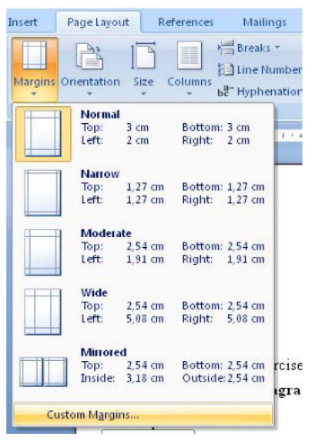 Insert Page Layout References Mailings
Breaks
Margins Orientation Size Columns Line Number
Hyphenation
Normal
Top: 3 cm Bottom: 3 cm
Left: 2 cm Right: 2 cm
Narrow
Top: 1,27 cm Bottom: 1,27 cm
Left: 1,27 cm Right: 1,27 cm
Moderate
Top: 2,54 cm Bottom: 2,54 cm
Left: 1,91 cm Right: 1,91 cm
Wide
Top: 2,54 cm Bottom: 2,54 cm
Left: 5,08 cm Right: 5,08 cm
Mirrored
Top: 2,54 cm Bottom: 2,54 cm
Inside: 3,18 cm Outside: 2,54 cm
rcise
agra
Custom Margins...